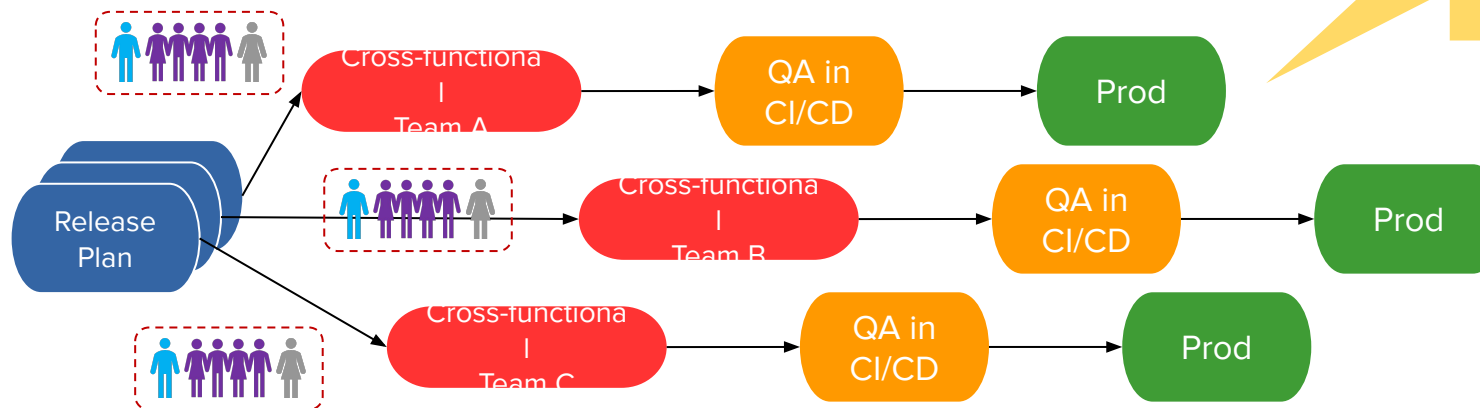 Cross-functiona
l
Team A
QA in
CI/CD
Prod
Release
Plan
Cross-functiona
l
Team B
QA in
CI/CD
Prod
Cross-functiona
l
Team C
QA in
CI/CD
Prod